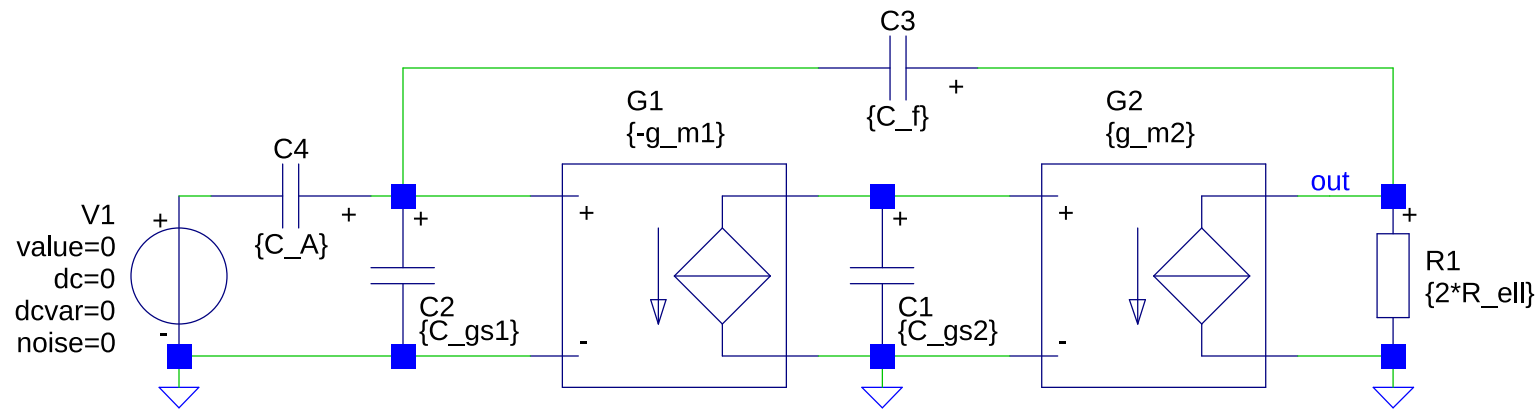 C3
+
{C_f}
G1
{-g_m1}
G2
{g_m2}
C4
+
{C_A}
V1
value=0
dc=0
dcvar=0
noise=0
+
-
+
C2
{C_gs1}
+
-
+
C1
{C_gs2}
+
-
out
+
R1
{2*R_ell}